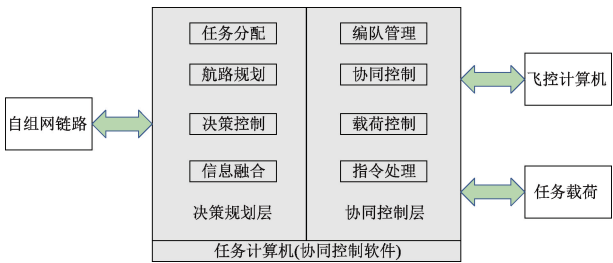 自组网链路
任务分配
航路规划
决策控制
信息融合
决策规划层
编队管理
协同控制
载荷控制
指令处理
协同控制层
任务计算机(协同控制软件)
飞控计算机
任务载荷